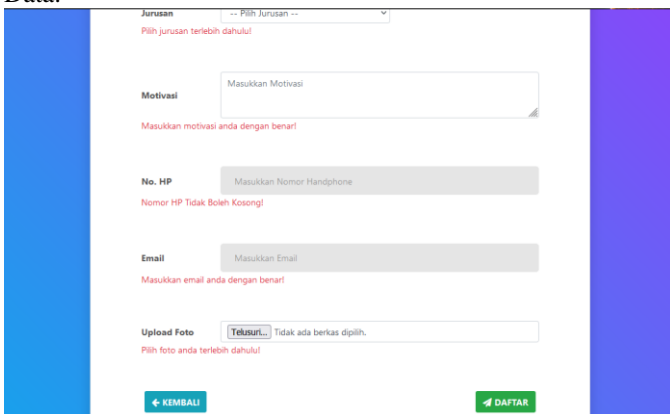 Data.
Jurusan -- Pilih Jurusan --
Pilih jurusan terlebih dahulu!
Masukkan Motivasi
Motivasi
Masukkan motivasi anda dengan benar!
No. HP Masukkan Nomor Handphone
Nomor HP Tidak Boleh Kosong!
Email Masukkan Email
Masukkan email anda dengan benar!
Upload Foto Telusuri... Tidak ada berkas dipilih.
Pilih foto anda terlebih dahulu!
KEMBALI DAFTAR